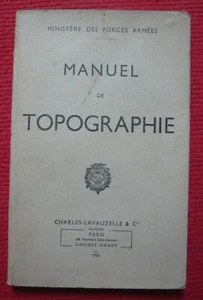 MINISTÈRE DES FORCES ARMÉES
MANUEL
DE
TOPOGRAPHIE
CHARLES-LAVAUZELLE & Cⁱᵉ
PARIS
LIMOGES, NANCY